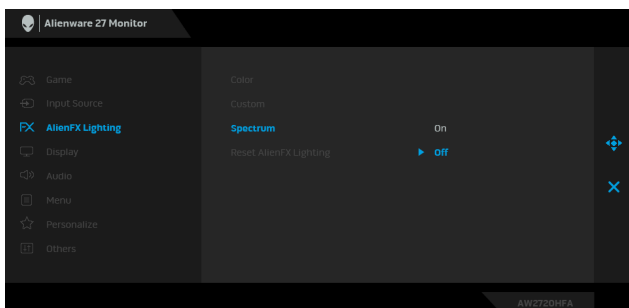 Alienware 27 Monitor
Game
Color
Input Source
Custom
FX AlienFX Lighting
Spectrum
On
Display
Reset AlienFX Lighting
Off
Audio
Menu
Personalize
Others
AW2720HFA